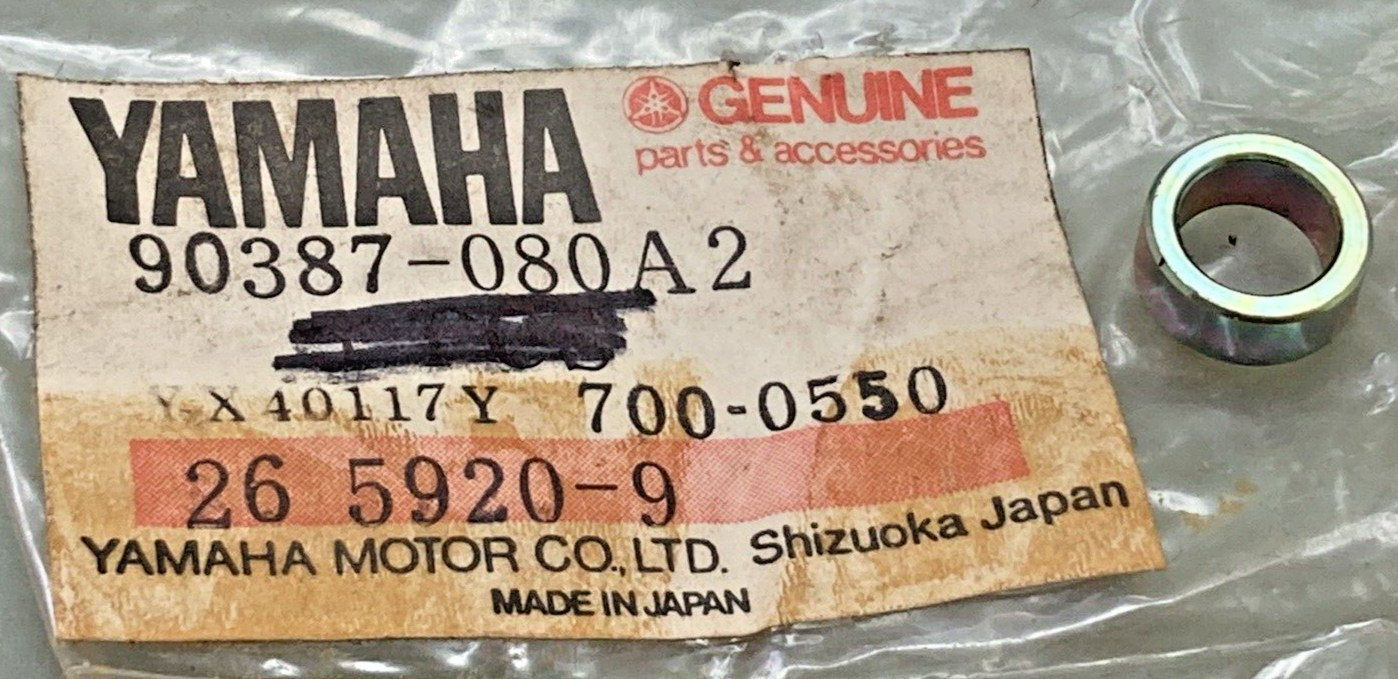 YAMAHA
GENUINE
parts & accessories
90387-080A2
X40117Y 700-0550
26 5920-9
YAMAHA MOTOR CO., LTD. Shizuoka Japan
MADE IN JAPAN